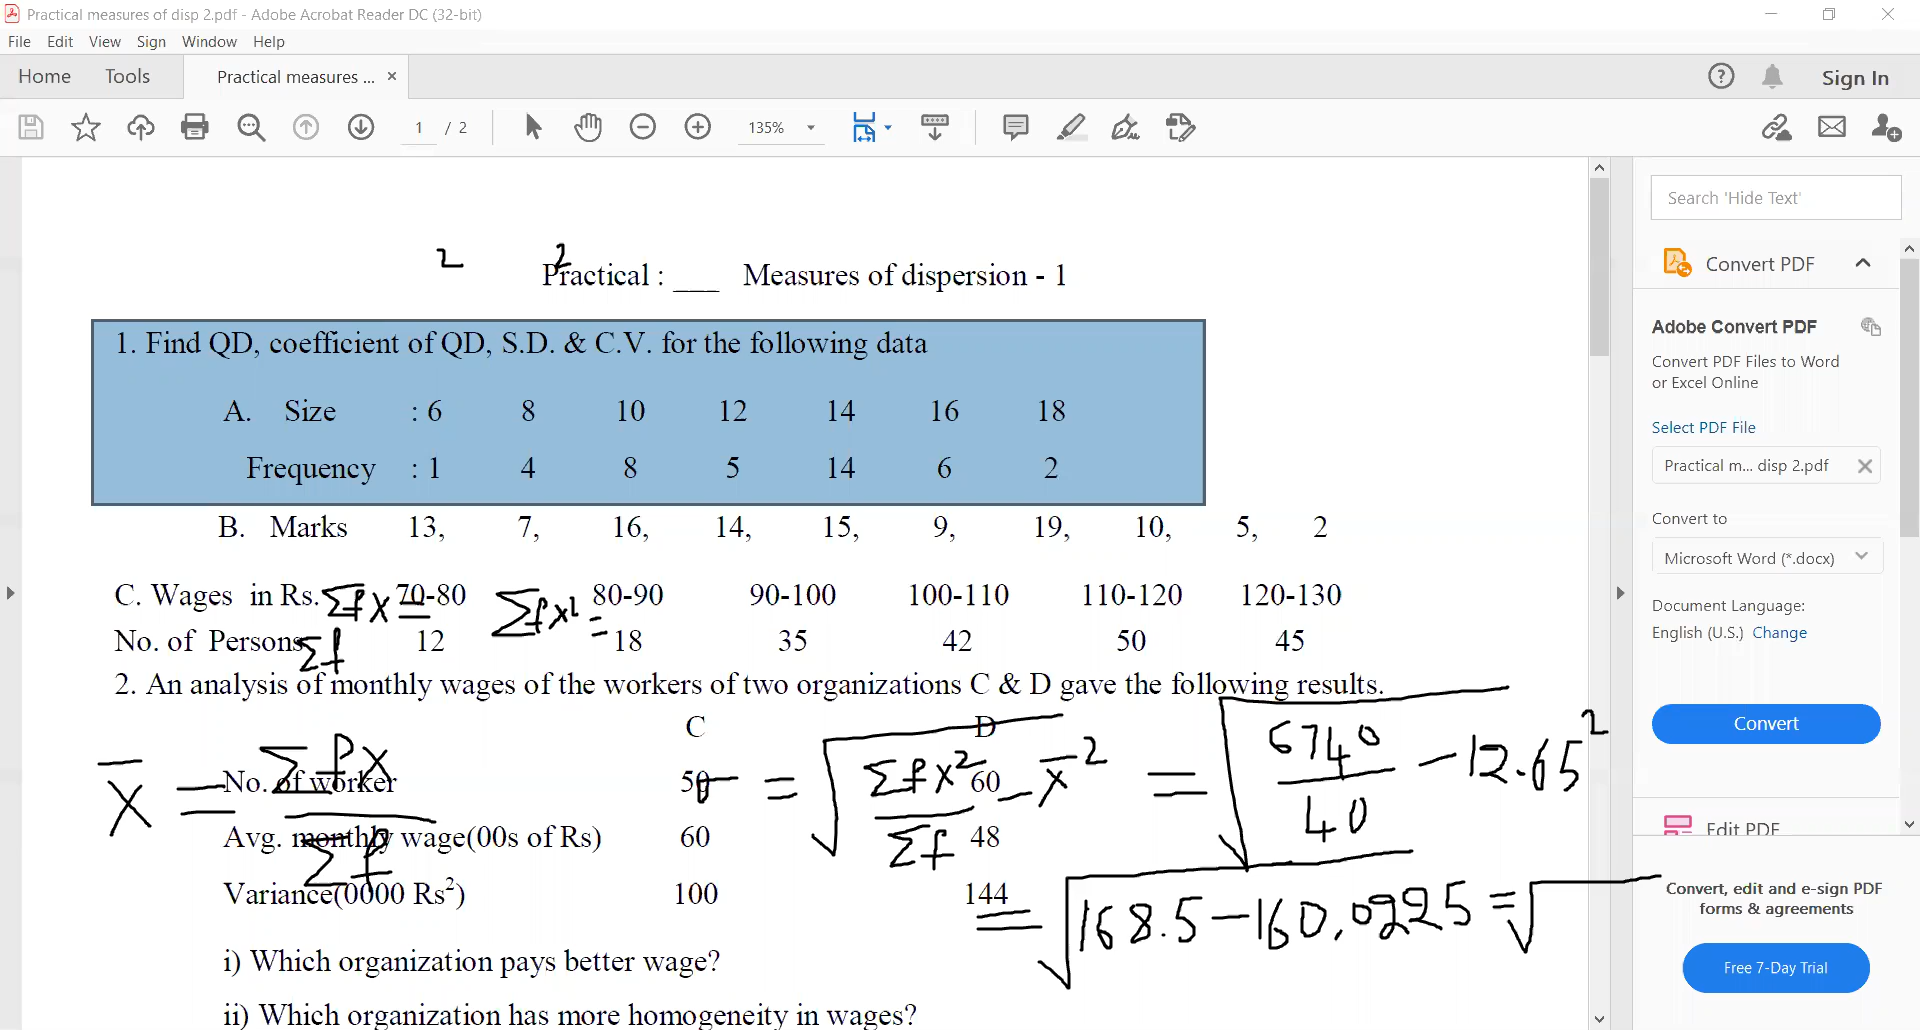 Practical measures of disp 2.pdf - Adobe Acrobat Reader DC (32-bit)
File Edit View Sign Window Help
Home Tools Practical measures ... × Sign In
1 / 2 135%
Search 'Hide Text'
2 2
Practical : ___ Measures of dispersion - 1
Convert PDF
1. Find QD, coefficient of QD, S.D. & C.V. for the following data
Adobe Convert PDF
Convert PDF Files to Word
or Excel Online
A. Size : 6 8 10 12 14 16 18
Select PDF File
Frequency : 1 4 8 5 14 6 2
Practical m... disp 2.pdf
B. Marks 13, 7, 16, 14, 15, 9, 19, 10, 5, 2
Convert to
Microsoft Word (*.docx)
C. Wages in Rs. 70-80 80-90 90-100 100-110 110-120 120-130
Σfx = Σfx² =
Document Language:
English (U.S.) Change
No. of Persons 12 18 35 42 50 45
Σf
2. An analysis of monthly wages of the workers of two organizations C & D gave the following results.
C D
Convert
No. of worker 50 60
Avg. monthly wage(00s of Rs) 60 48
Variance(0000 Rs²) 100 144
x̄ = Σfx / Σf
σ = √(Σfx² / Σf - x̄²) = √(6740 / 40 - 12.65²)
= √168.5 - 160.0225 = √
Edit PDF
Convert, edit and e-sign PDF
forms & agreements
Free 7-Day Trial
i) Which organization pays better wage?
ii) Which organization has more homogeneity in wages?